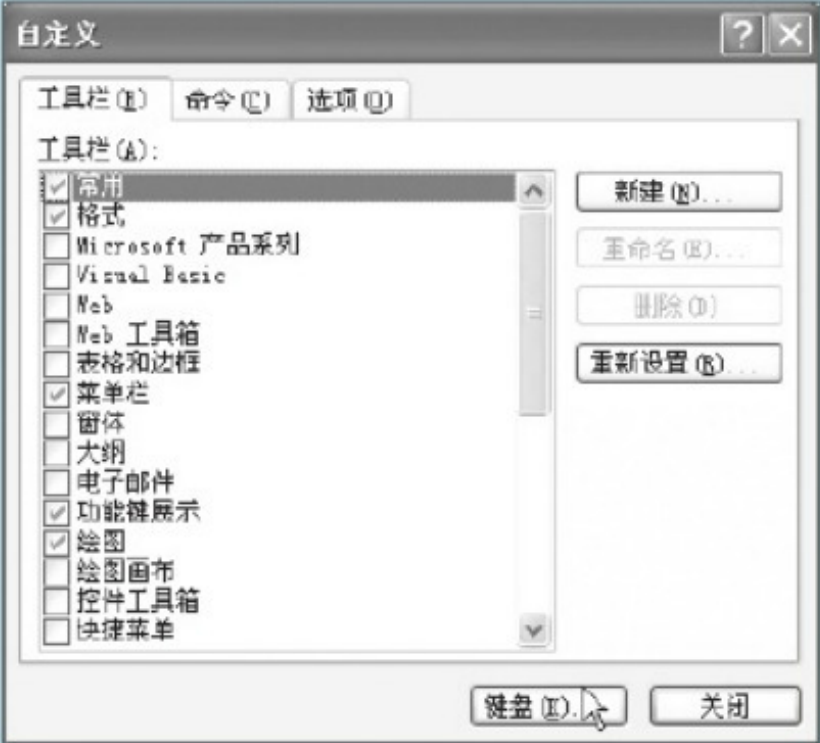 自定义
工具栏(B) 命令(C) 选项(O)
工具栏(A):
常用
格式
Microsoft 产品系列
Visual Basic
Web
Web 工具箱
表格和边框
菜单栏
窗体
大纲
电子邮件
功能键展示
绘图
绘图画布
控件工具箱
快捷菜单
新建(N)...
重命名(E)...
删除(D)
重新设置(R)...
键盘(K)...
关闭